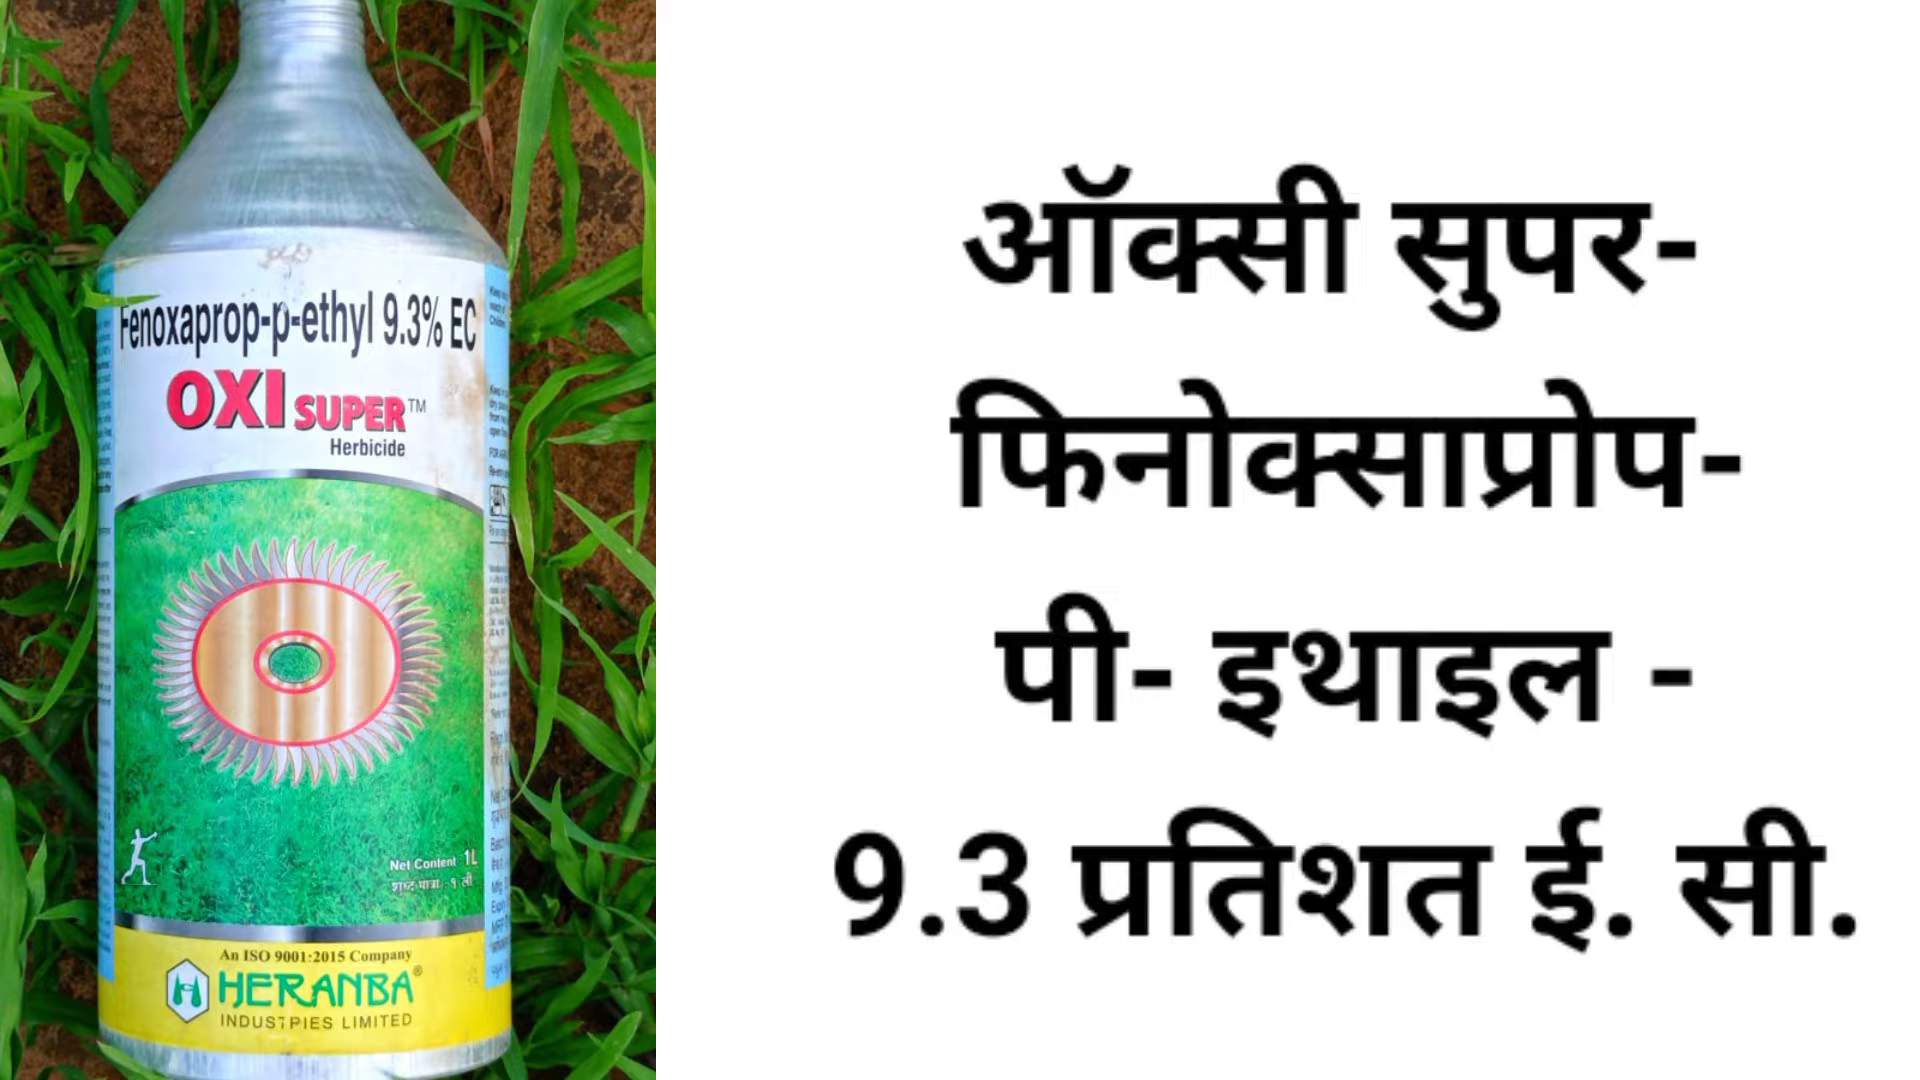 Fenoxaprop-p-ethyl 9.3% EC
OXI SUPER™
Herbicide
Net Content 1L
शुध्द मात्रा : १ ली
An ISO 9001:2015 Company
HERANBA®
INDUSTRIES LIMITED
ऑक्सी सुपर-
फिनोक्साप्रोप-
पी- इथाइल -
9.3 प्रतिशत ई. सी.